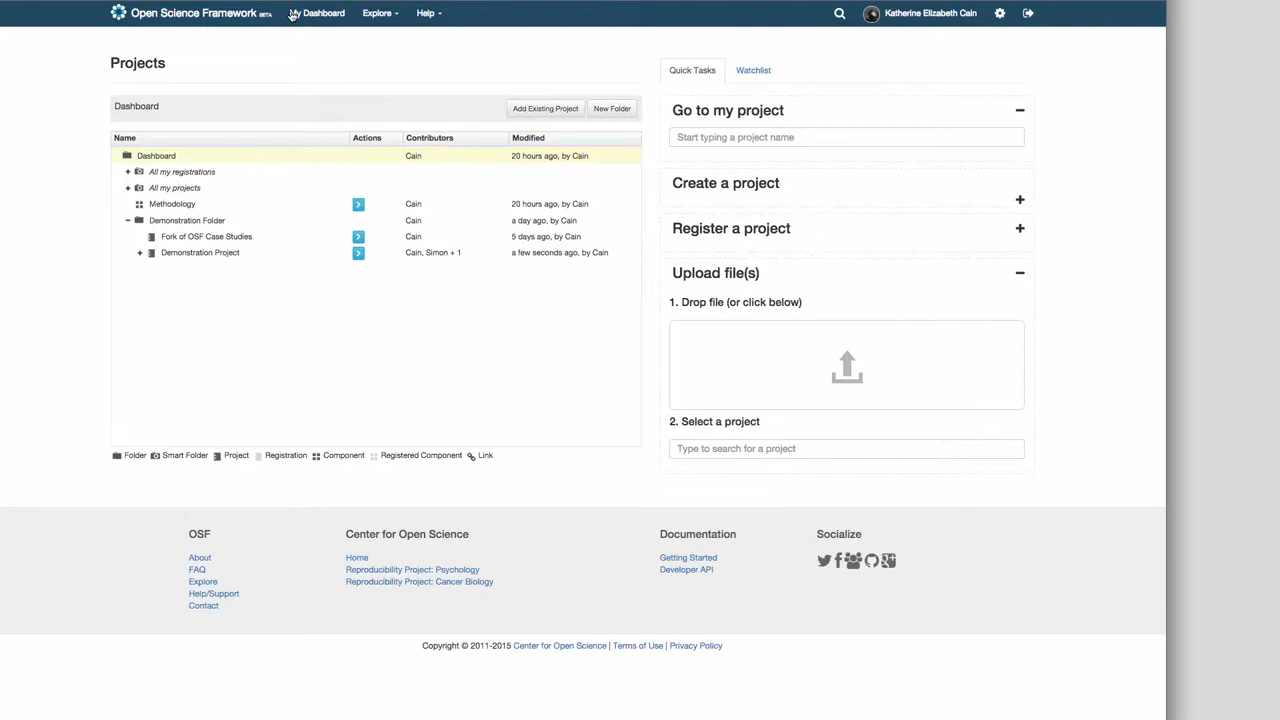 Open Science Framework BETA My Dashboard Explore Help Katherine Elizabeth Cain
Projects
Dashboard Add Existing Project New Folder
Name Actions Contributors Modified
Dashboard Cain 20 hours ago, by Cain
All my registrations
All my projects
Methodology Cain 20 hours ago, by Cain
Demonstration Folder Cain a day ago, by Cain
Fork of OSF Case Studies Cain 5 days ago, by Cain
Demonstration Project Cain, Simon + 1 a few seconds ago, by Cain
Folder Smart Folder Project Registration Component Registered Component Link
Quick Tasks Watchlist
Go to my project
Start typing a project name
Create a project
Register a project
Upload file(s)
1. Drop file (or click below)
2. Select a project
Type to search for a project
OSF
About
FAQ
Explore
Help/Support
Contact
Center for Open Science
Home
Reproducibility Project: Psychology
Reproducibility Project: Cancer Biology
Documentation
Getting Started
Developer API
Socialize
Copyright © 2011-2015 Center for Open Science | Terms of Use | Privacy Policy